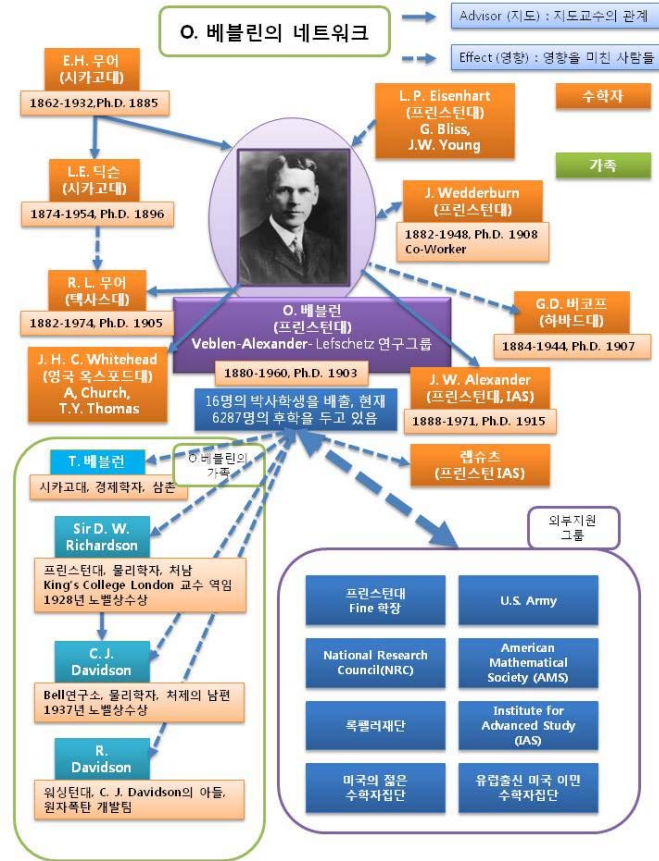 O. 베블린의 네트워크
Advisor (지도) : 지도교수의 관계
Effect (영향) : 영향을 미친 사람들
E.H. 무어
(시카고대)
1862-1932,Ph.D. 1885
L. P. Eisenhart
(프린스턴대)
G. Bliss,
J.W. Young
수학자
가족
L.E. 딕슨
(시카고대)
1874-1954, Ph.D. 1896
J. Wedderburn
(프린스턴대)
1882-1948, Ph.D. 1908
Co-Worker
R. L. 무어
(텍사스대)
1882-1974, Ph.D. 1905
G.D. 버코프
(하바드대)
1884-1944, Ph.D. 1907
O. 베블린
(프린스턴대)
Veblen-Alexander- Lefschetz 연구그룹
1880-1960, Ph.D. 1903
J. H. C. Whitehead
(영국 옥스포드대)
A, Church,
T.Y. Thomas
J. W. Alexander
(프린스턴대, IAS)
1888-1971, Ph.D. 1915
16명의 박사학생을 배출, 현재
6287명의 후학을 두고 있음
렙슈츠
(프린스턴 IAS)
O.베블린의
가족
T. 베블린
시카고대, 경제학자, 삼촌
Sir D. W.
Richardson
프린스턴대, 물리학자, 처남
King's College London 교수 역임
1928년 노벨상수상
C. J.
Davidson
Bell연구소, 물리학자, 처제의 남편
1937년 노벨상수상
R.
Davidson
워싱턴대, C. J. Davidson의 아들,
원자폭탄 개발팀
외부지원
그룹
프린스턴대
Fine 학장
U.S. Army
National Research
Council(NRC)
American
Mathematical
Society (AMS)
록펠러재단
Institute for
Advanced Study
(IAS)
미국의 젊은
수학자집단
유럽출신 미국 이민
수학자집단